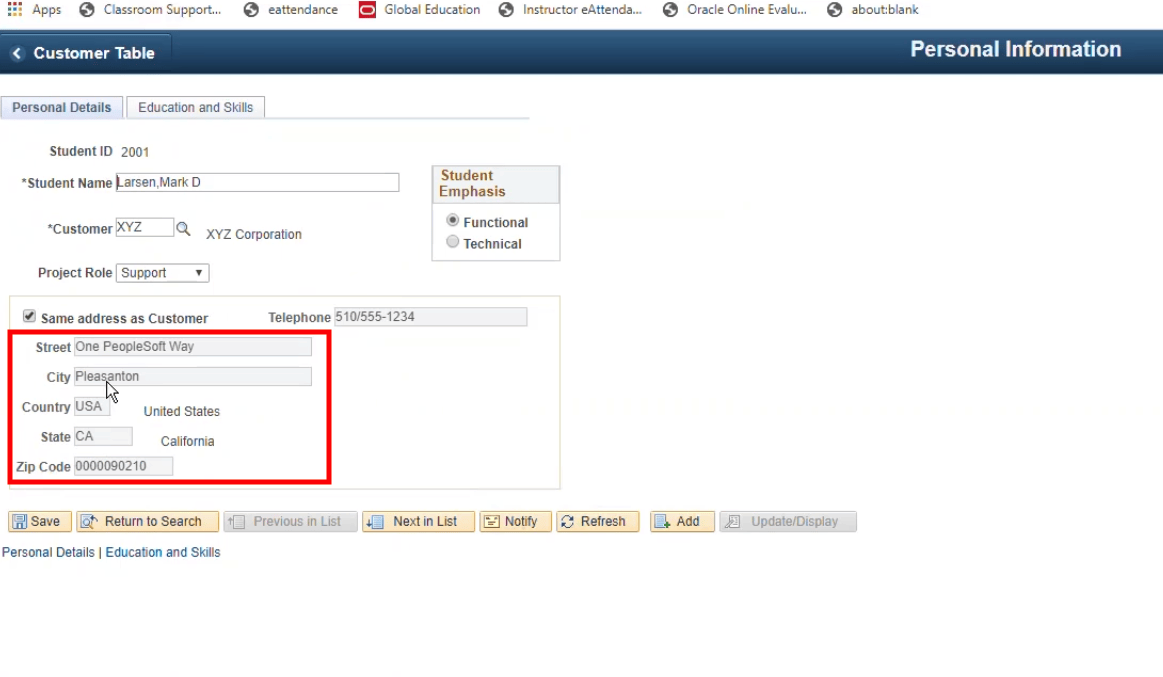 Apps Classroom Support... eattendance Global Education Instructor eAttenda... Oracle Online Evalu... about:blank
Customer Table Personal Information
Personal Details Education and Skills
Student ID 2001
*Student Name Larsen,Mark D
Student
Emphasis
Functional
Technical
*Customer XYZ XYZ Corporation
Project Role Support
Same address as Customer Telephone 510/555-1234
Street One PeopleSoft Way
City Pleasanton
Country USA United States
State CA California
Zip Code 0000090210
Save Return to Search Previous in List Next in List Notify Refresh Add Update/Display
Personal Details | Education and Skills